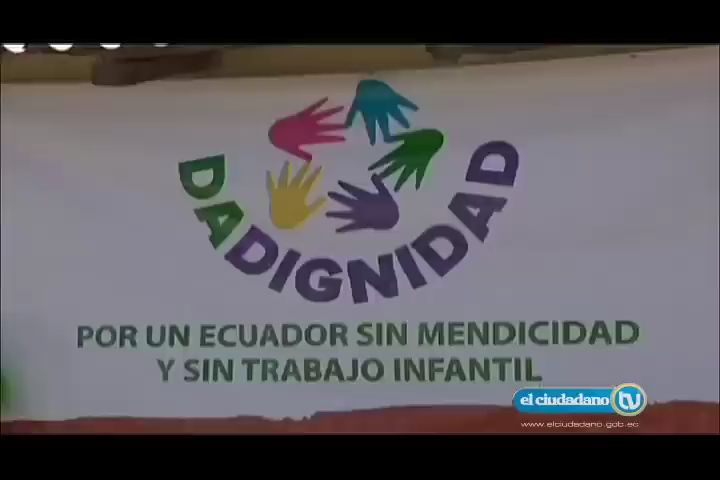 DADIGNIDAD
POR UN ECUADOR SIN MENDICIDAD
Y SIN TRABAJO INFANTIL
el ciudadano tv
www.elciudadano.gob.ec